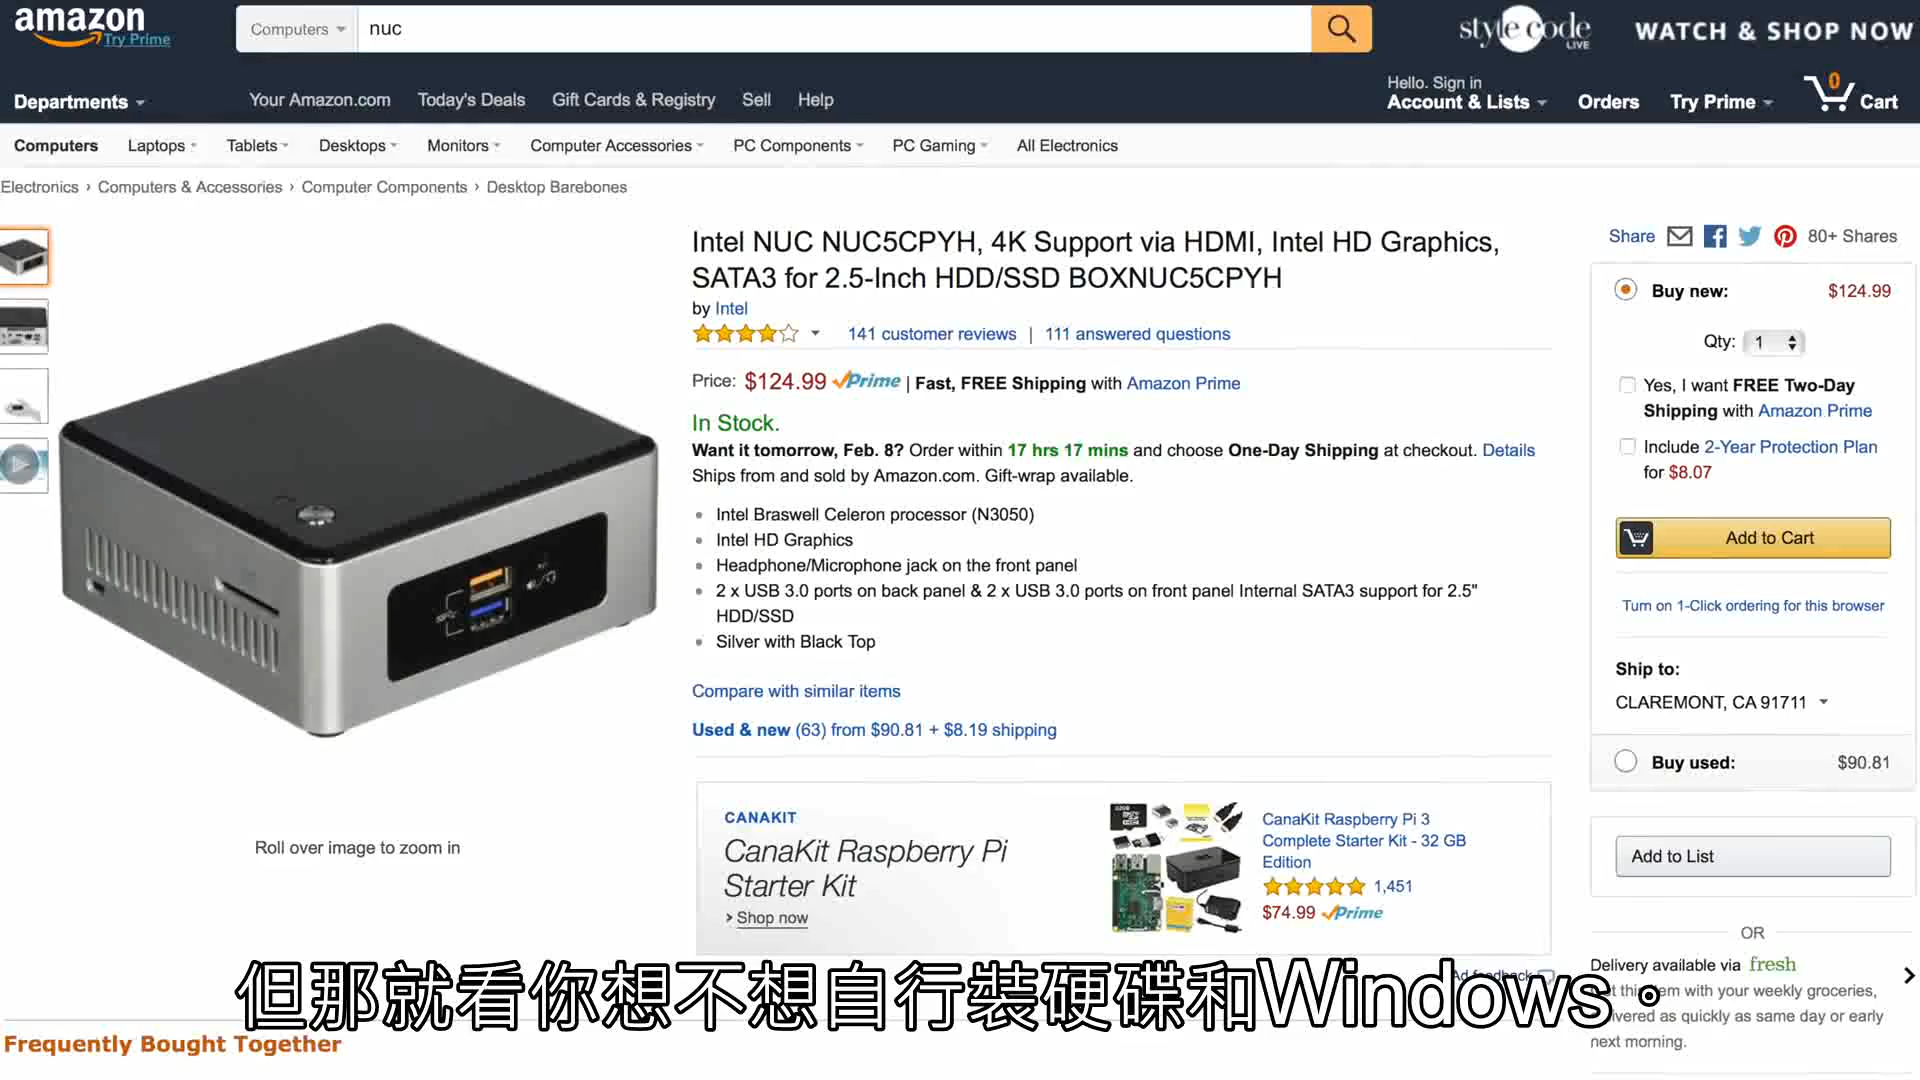 amazon
Try Prime
Computers
nuc
style code LIVE
WATCH & SHOP NOW
Departments
Your Amazon.com
Today's Deals
Gift Cards & Registry
Sell
Help
Hello. Sign in
Account & Lists
Orders
Try Prime
0
Cart
Computers
Laptops
Tablets
Desktops
Monitors
Computer Accessories
PC Components
PC Gaming
All Electronics
Electronics › Computers & Accessories › Computer Components › Desktop Barebones
Intel NUC NUC5CPYH, 4K Support via HDMI, Intel HD Graphics,
SATA3 for 2.5-Inch HDD/SSD BOXNUC5CPYH
by Intel
141 customer reviews | 111 answered questions
Price: $124.99 Prime | Fast, FREE Shipping with Amazon Prime
In Stock.
Want it tomorrow, Feb. 8? Order within 17 hrs 17 mins and choose One-Day Shipping at checkout. Details
Ships from and sold by Amazon.com. Gift-wrap available.
Intel Braswell Celeron processor (N3050)
Intel HD Graphics
Headphone/Microphone jack on the front panel
2 x USB 3.0 ports on back panel & 2 x USB 3.0 ports on front panel Internal SATA3 support for 2.5"
HDD/SSD
Silver with Black Top
Compare with similar items
Used & new (63) from $90.81 + $8.19 shipping
Roll over image to zoom in
CANAKIT
CanaKit Raspberry Pi
Starter Kit
› Shop now
CanaKit Raspberry Pi 3
Complete Starter Kit - 32 GB
Edition
1,451
$74.99 Prime
Ad feedback
Share
80+ Shares
Buy new:
$124.99
Qty: 1
Yes, I want FREE Two-Day
Shipping with Amazon Prime
Include 2-Year Protection Plan
for $8.07
Add to Cart
Turn on 1-Click ordering for this browser
Ship to:
CLAREMONT, CA 91711
Buy used:
$90.81
Add to List
OR
Delivery available via fresh
this item with your weekly groceries,
delivered as quickly as same day or early
next morning.
但那就看你想不想自行裝硬碟和Windows。
Frequently Bought Together